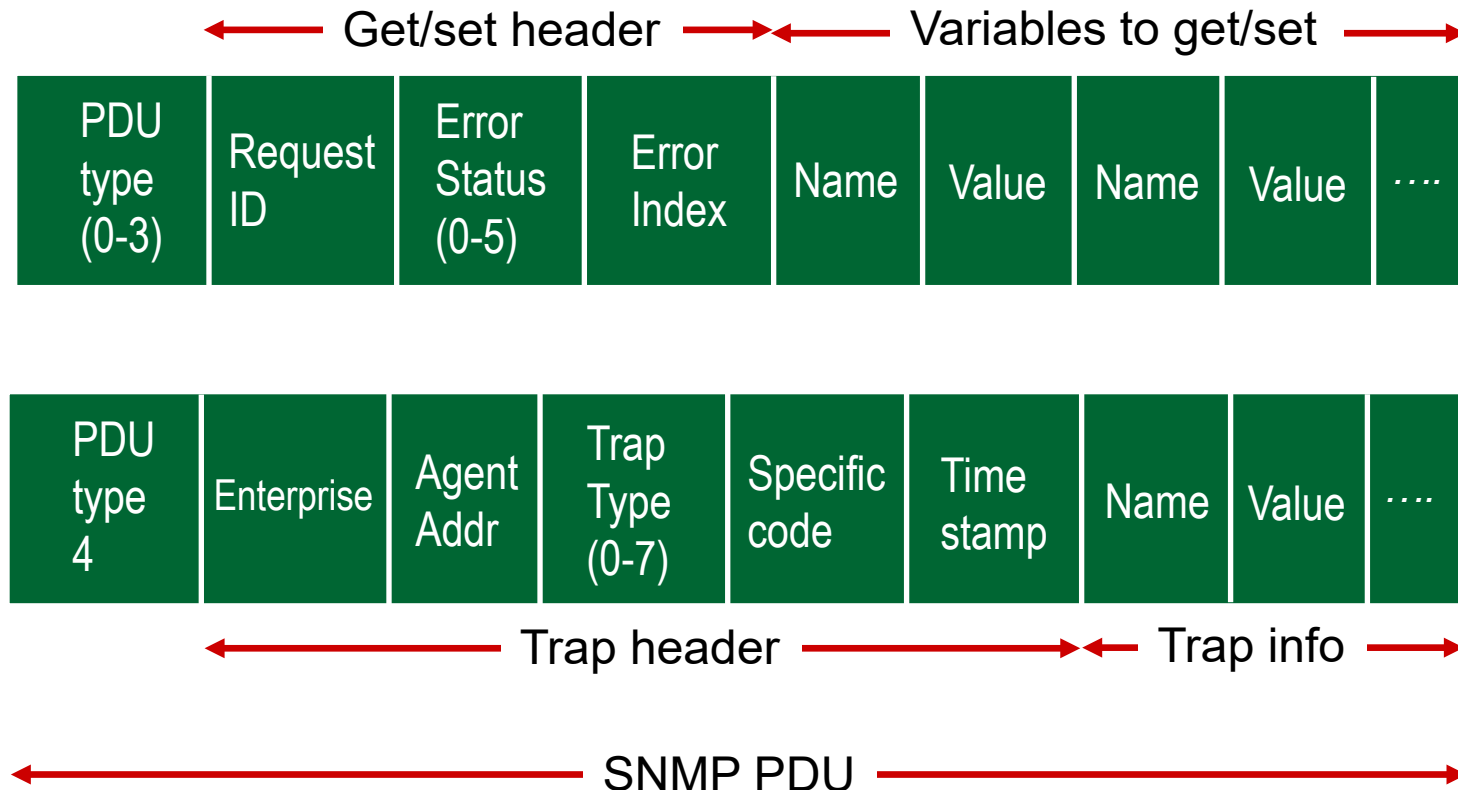 Get/set header
Variables to get/set
PDU
type
(0-3)
Request
ID
Error
Status
(0-5)
Error
Index
Name
Value
Name
Value
....
PDU
type
4
Enterprise
Agent
Addr
Trap
Type
(0-7)
Specific
code
Time
stamp
Name
Value
....
Trap header
Trap info
SNMP PDU